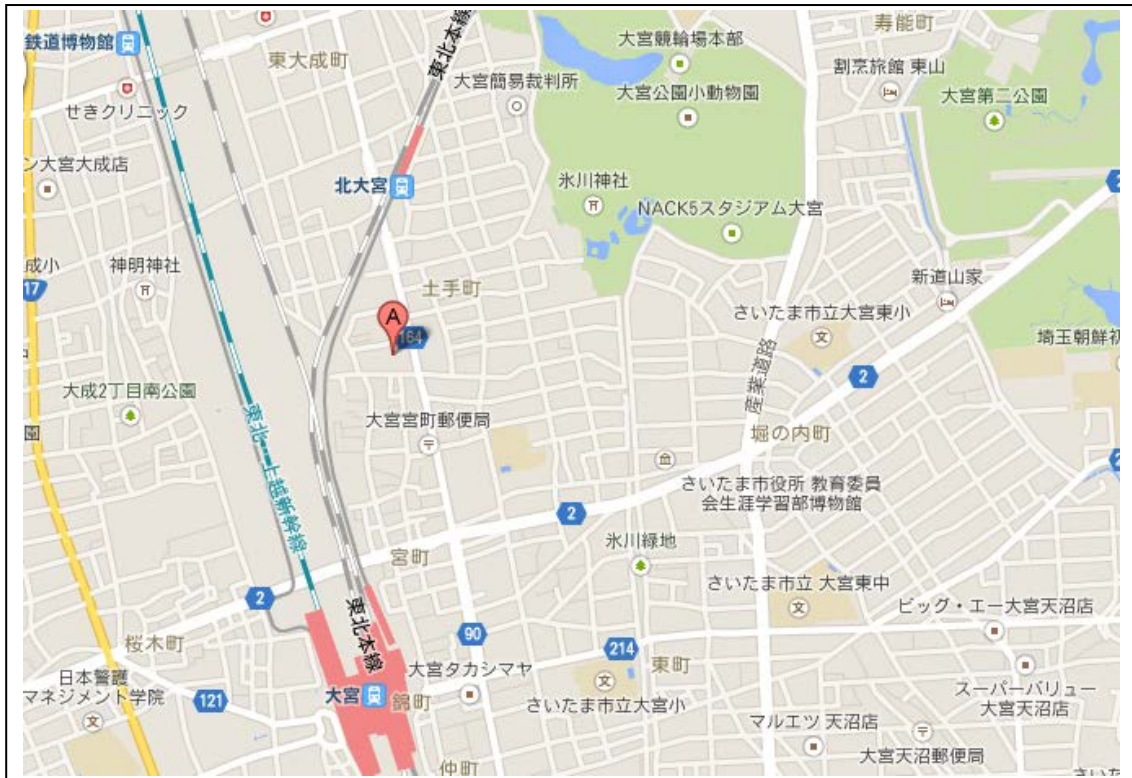 鉄道博物館
東大成町
東北本線
大宮競輪場本部
寿能町
せきクリニック
大宮簡易裁判所
大宮公園小動物園
割烹旅館 東山
大宮第二公園
ン大宮大成店
北大宮
氷川神社
NACK5スタジアム大宮
2
成小
17
神明神社
土手町
新道山家
A
164
さいたま市立大宮東小
埼玉朝鮮初
大成2丁目南公園
産業道路
2
大宮宮町郵便局
堀の内町
東北・上越新幹線
さいたま市役所 教育委員
会生涯学習部博物館
2
2
宮町
氷川緑地
2
さいたま市立 大宮東中
ビッグ・エー大宮天沼店
桜木町
東北本線
90
214
東町
日本警護
マネジメント学院
121
大宮
錦町
大宮タカシマヤ
さいたま市立大宮小
スーパーバリュー
大宮天沼店
マルエツ 天沼店
大宮天沼郵便局
仲町